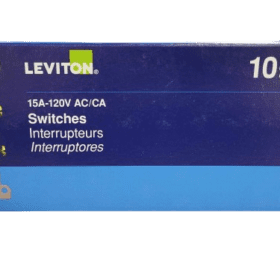 LEVITON®
10
15A-120V AC/CA
Switches
Interrupteurs
Interruptores